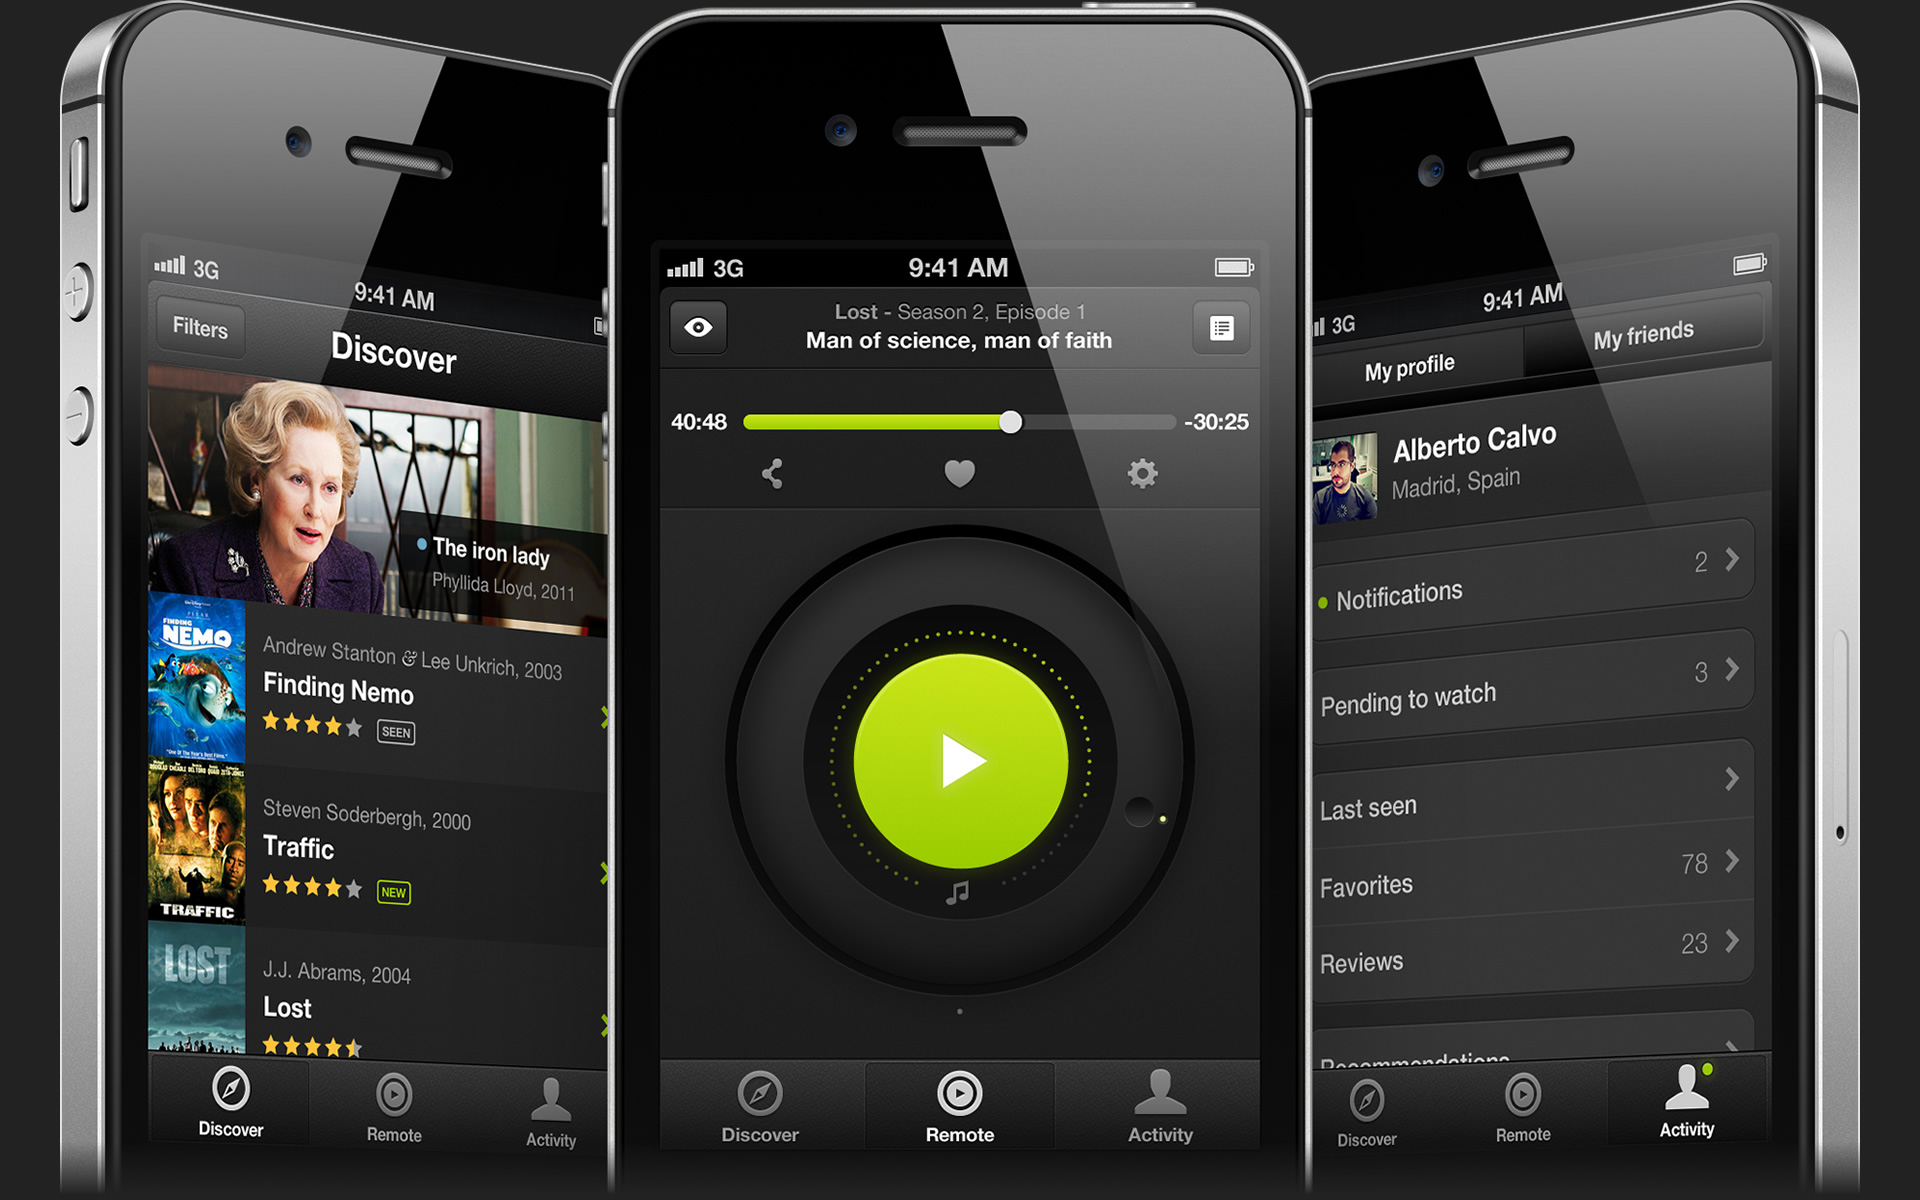 3G
9:41 AM
Filters
Discover
The iron lady
Phyllida Lloyd, 2011
FINDING
NEMO
Andrew Stanton & Lee Unkrich, 2003
Finding Nemo
SEEN
Steven Soderbergh, 2000
Traffic
NEW
TRAFFIC
LOST
J.J. Abrams, 2004
Lost
Discover
Remote
Activity
3G
9:41 AM
Lost - Season 2, Episode 1
Man of science, man of faith
40:48
-30:25
Discover
Remote
Activity
3G
9:41 AM
My profile
My friends
Alberto Calvo
Madrid, Spain
Notifications 2
Pending to watch 3
Last seen
Favorites 78
Reviews 23
Recommendations
Discover
Remote
Activity